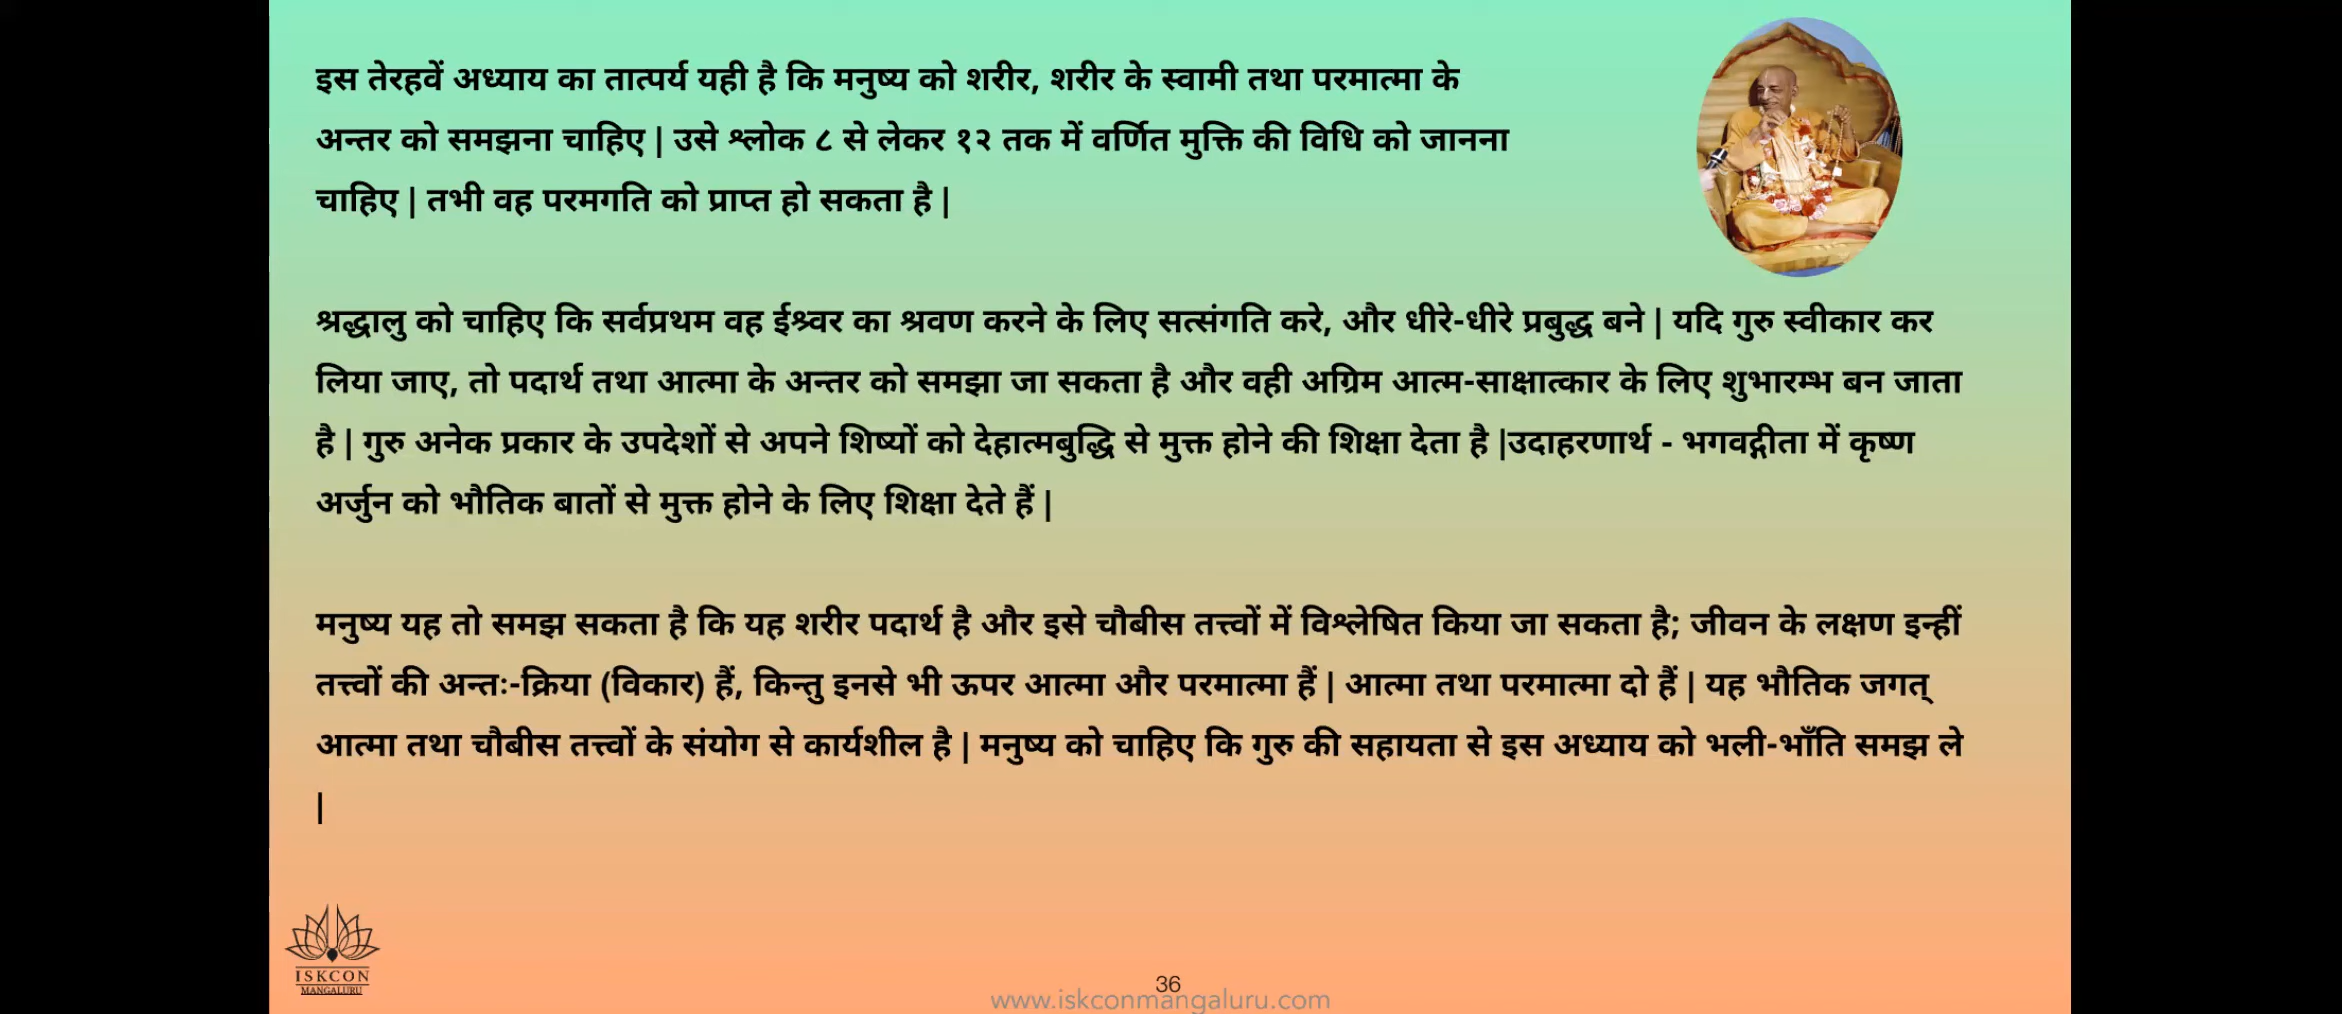 इस तेरहवें अध्याय का तात्पर्य यही है कि मनुष्य को शरीर, शरीर के स्वामी तथा परमात्मा के
अन्तर को समझना चाहिए | उसे श्लोक ८ से लेकर १२ तक में वर्णित मुक्ति की विधि को जानना
चाहिए | तभी वह परमगति को प्राप्त हो सकता है |
श्रद्धालु को चाहिए कि सर्वप्रथम वह ईश्र्वर का श्रवण करने के लिए सत्संगति करे, और धीरे-धीरे प्रबुद्ध बने | यदि गुरु स्वीकार कर
लिया जाए, तो पदार्थ तथा आत्मा के अन्तर को समझा जा सकता है और वही अग्रिम आत्म-साक्षात्कार के लिए शुभारम्भ बन जाता
है | गुरु अनेक प्रकार के उपदेशों से अपने शिष्यों को देहात्मबुद्धि से मुक्त होने की शिक्षा देता है |उदाहरणार्थ - भगवद्गीता में कृष्ण
अर्जुन को भौतिक बातों से मुक्त होने के लिए शिक्षा देते हैं |
मनुष्य यह तो समझ सकता है कि यह शरीर पदार्थ है और इसे चौबीस तत्त्वों में विश्लेषित किया जा सकता है; जीवन के लक्षण इन्हीं
तत्त्वों की अन्तः-क्रिया (विकार) हैं, किन्तु इनसे भी ऊपर आत्मा और परमात्मा हैं | आत्मा तथा परमात्मा दो हैं | यह भौतिक जगत्
आत्मा तथा चौबीस तत्त्वों के संयोग से कार्यशील है | मनुष्य को चाहिए कि गुरु की सहायता से इस अध्याय को भली-भाँति समझ ले
|
ISKCON
MANGALURU
36
www.iskconmangaluru.com